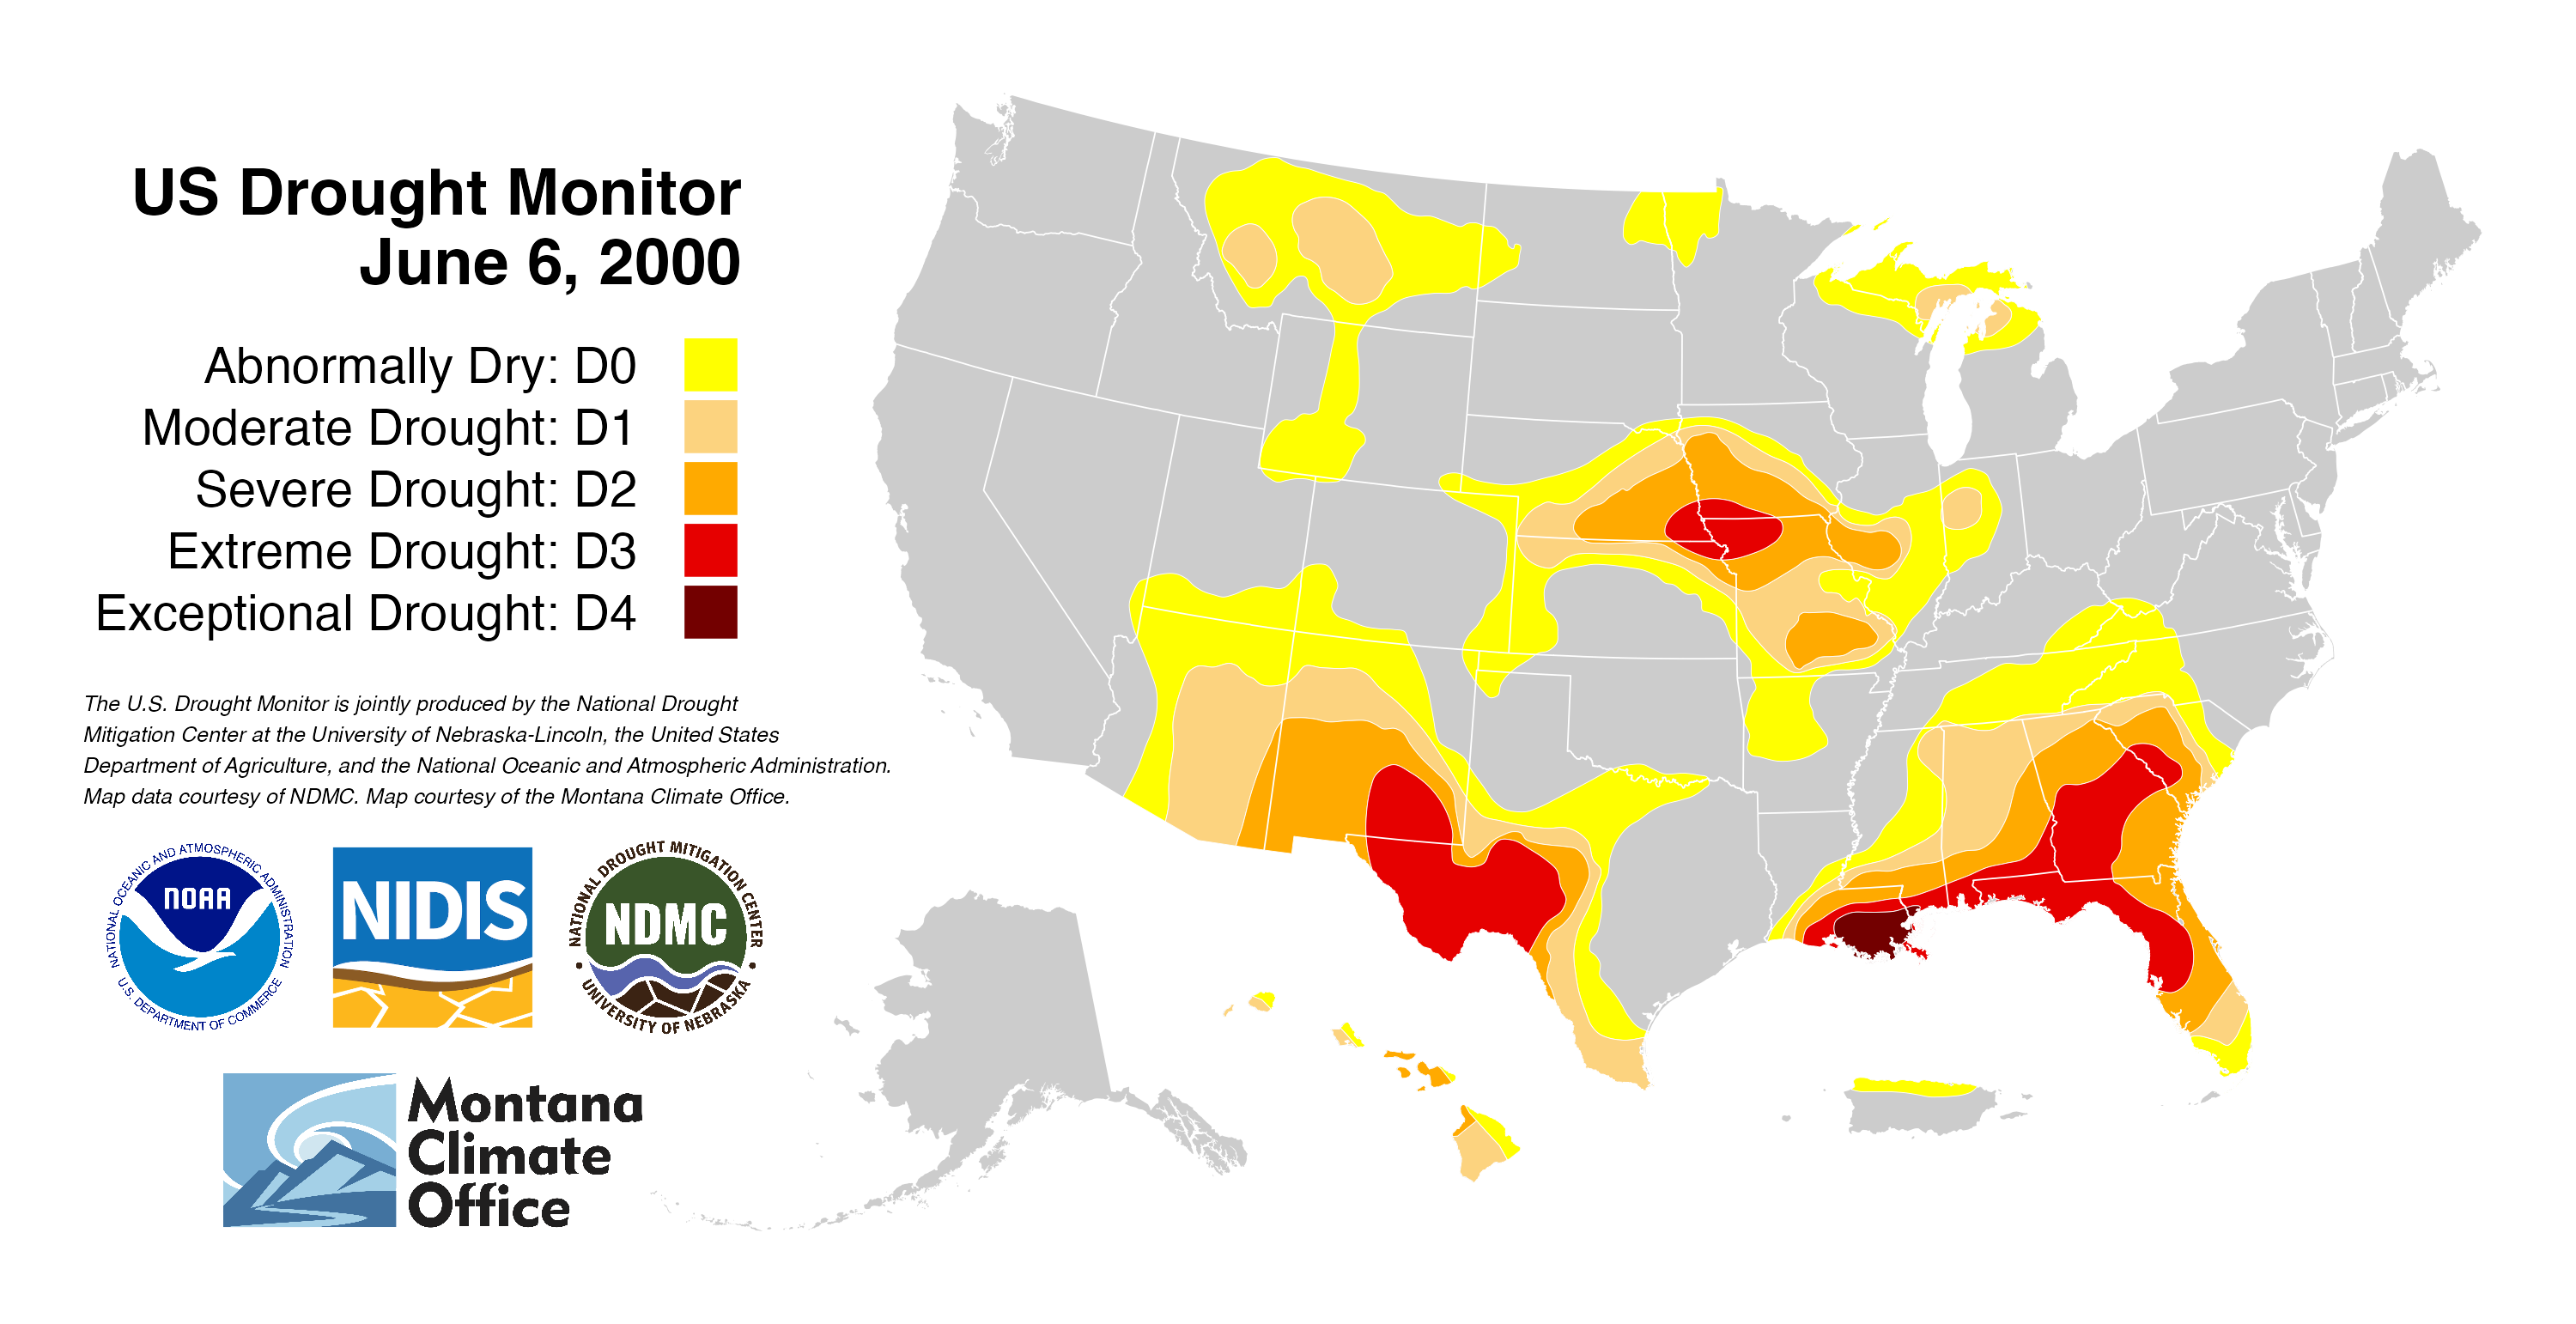 US Drought Monitor
June 6, 2000
Abnormally Dry: D0
Moderate Drought: D1
Severe Drought: D2
Extreme Drought: D3
Exceptional Drought: D4
The U.S. Drought Monitor is jointly produced by the National Drought
Mitigation Center at the University of Nebraska-Lincoln, the United States
Department of Agriculture, and the National Oceanic and Atmospheric Administration.
Map data courtesy of NDMC. Map courtesy of the Montana Climate Office.
NATIONAL OCEANIC AND ATMOSPHERIC ADMINISTRATION
NOAA
U.S. DEPARTMENT OF COMMERCE
NIDIS
NATIONAL DROUGHT MITIGATION CENTER
NDMC
UNIVERSITY OF NEBRASKA
Montana
Climate
Office